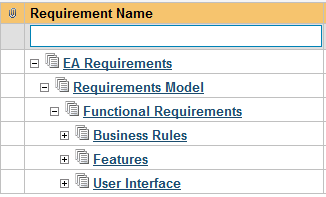 Requirement Name
EA Requirements
Requirements Model
Functional Requirements
Business Rules
Features
User Interface